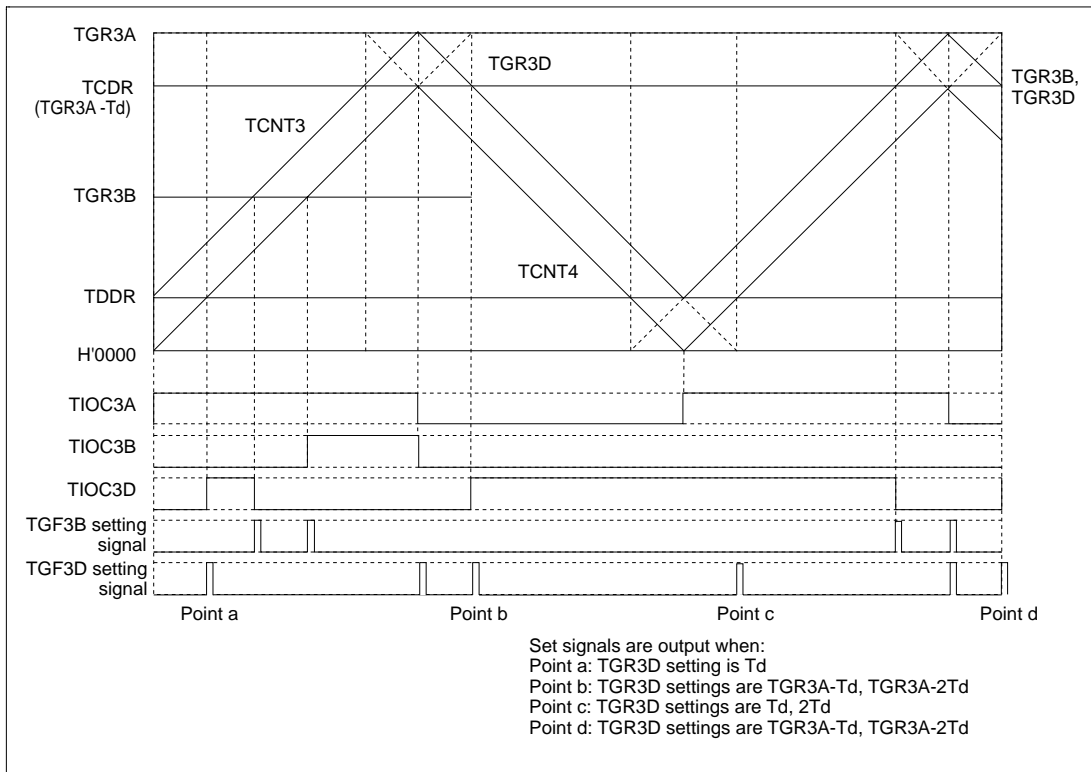 TGR3A
TGR3D
TGR3B,
TGR3D
TCDR
(TGR3A -Td)
TCNT3
TGR3B
TCNT4
TDDR
H'0000
TIOC3A
TIOC3B
TIOC3D
TGF3B setting
signal
TGF3D setting
signal
Point a
Point b
Point c
Point d
Set signals are output when:
Point a: TGR3D setting is Td
Point b: TGR3D settings are TGR3A-Td, TGR3A-2Td
Point c: TGR3D settings are Td, 2Td
Point d: TGR3D settings are TGR3A-Td, TGR3A-2Td